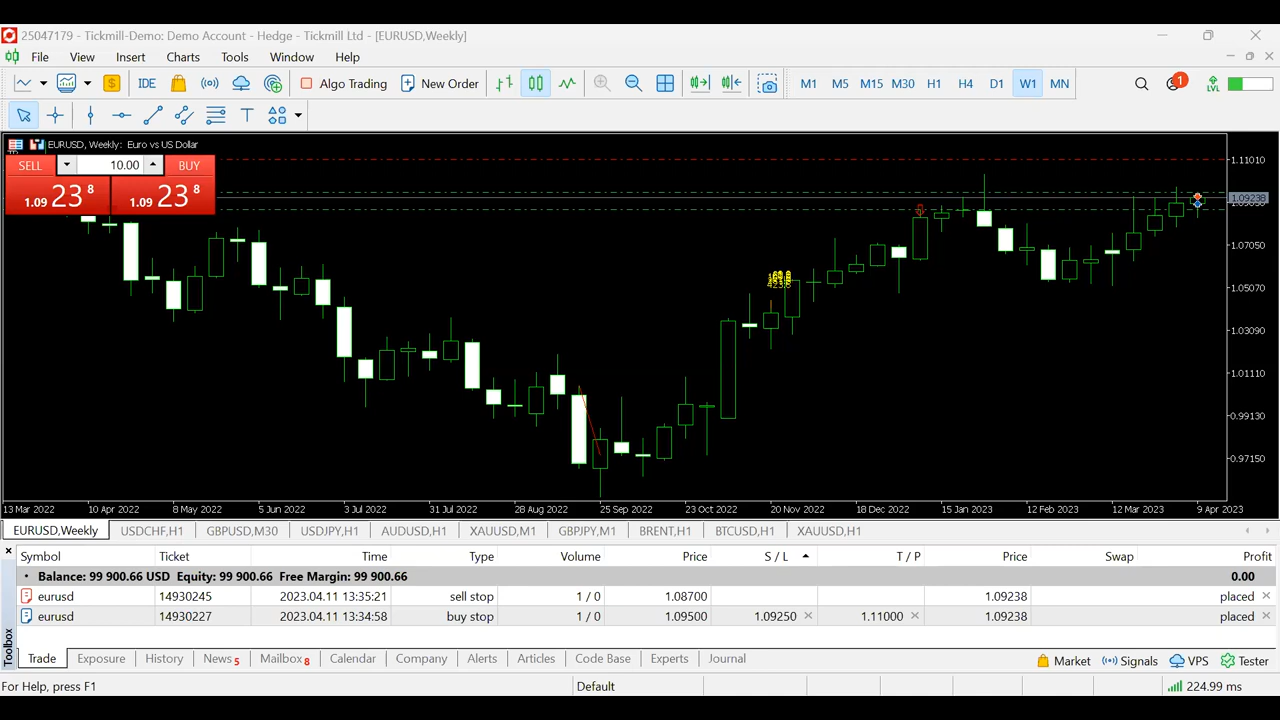 25047179 - Tickmill-Demo: Demo Account - Hedge - Tickmill Ltd - [EURUSD,Weekly]
File View Insert Charts Tools Window Help
IDE Algo Trading New Order M1 M5 M15 M30 H1 H4 D1 W1 MN 1 LVL
T
EURUSD, Weekly: Euro vs US Dollar
SELL 10.00 BUY
1.09 23 8 1.09 23 8
1.11010
1.09238
1.07050
1.05070
1.03090
1.01110
0.99130
0.97150
13 Mar 2022 10 Apr 2022 8 May 2022 5 Jun 2022 3 Jul 2022 31 Jul 2022 28 Aug 2022 25 Sep 2022 23 Oct 2022 20 Nov 2022 18 Dec 2022 15 Jan 2023 12 Feb 2023 12 Mar 2023 9 Apr 2023
EURUSD,Weekly USDCHF,H1 GBPUSD,M30 USDJPY,H1 AUDUSD,H1 XAUUSD,M1 GBPJPY,M1 BRENT,H1 BTCUSD,H1 XAUUSD,H1
Symbol Ticket Time Type Volume Price S / L T / P Price Swap Profit
Balance: 99 900.66 USD Equity: 99 900.66 Free Margin: 99 900.66 0.00
eurusd 14930245 2023.04.11 13:35:21 sell stop 1 / 0 1.08700 1.09238 placed
eurusd 14930227 2023.04.11 13:34:58 buy stop 1 / 0 1.09500 1.09250 1.11000 1.09238 placed
Toolbox
Trade Exposure History News 5 Mailbox 8 Calendar Company Alerts Articles Code Base Experts Journal Market Signals VPS Tester
For Help, press F1 Default 224.99 ms